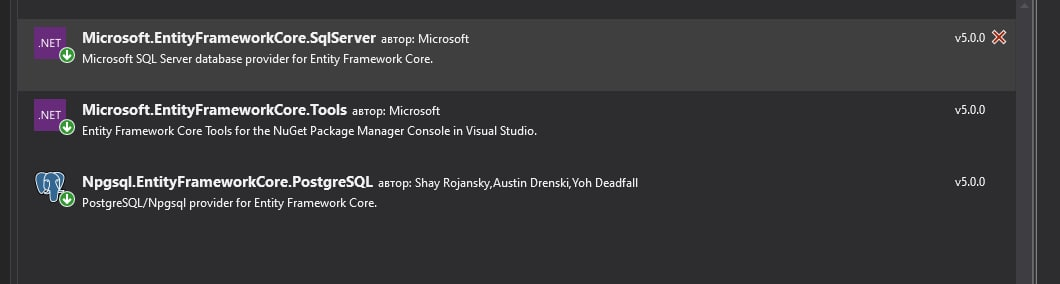 .NET
Microsoft.EntityFrameworkCore.SqlServer автор: Microsoft v5.0.0
Microsoft SQL Server database provider for Entity Framework Core.
.NET
Microsoft.EntityFrameworkCore.Tools автор: Microsoft v5.0.0
Entity Framework Core Tools for the NuGet Package Manager Console in Visual Studio.
Npgsql.EntityFrameworkCore.PostgreSQL автор: Shay Rojansky,Austin Drenski,Yoh Deadfall v5.0.0
PostgreSQL/Npgsql provider for Entity Framework Core.